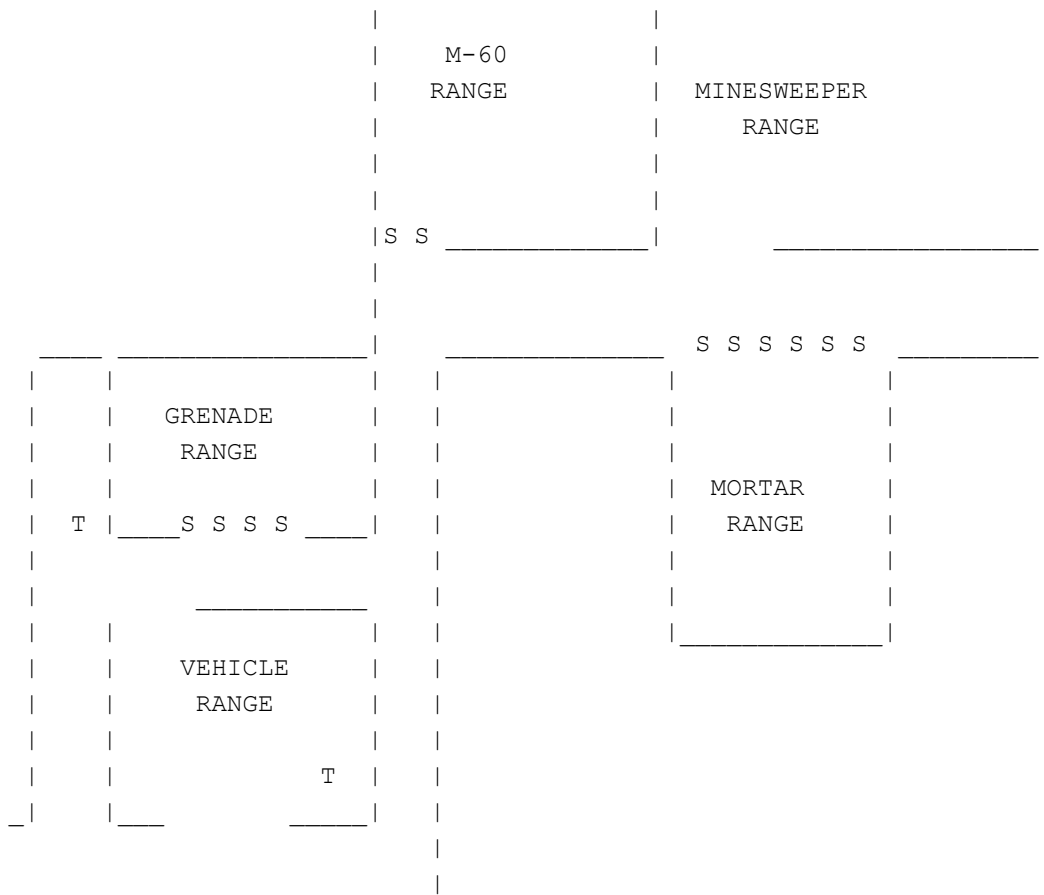 M-60
RANGE MINESWEEPER
RANGE
S S
S S S S S S
GRENADE
RANGE
MORTAR
T S S S S RANGE
VEHICLE
RANGE
T